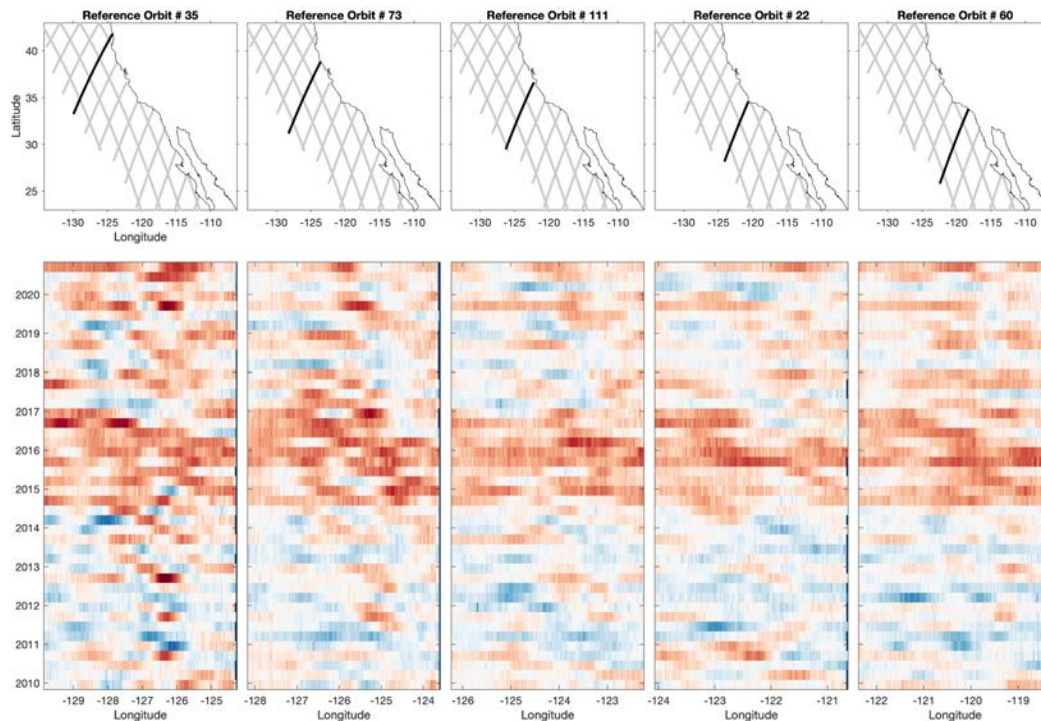 Reference Orbit # 35
Reference Orbit # 73
Reference Orbit # 111
Reference Orbit # 22
Reference Orbit # 60
Latitude
40
35
30
25
-130 -125 -120 -115 -110
-130 -125 -120 -115 -110
-130 -125 -120 -115 -110
-130 -125 -120 -115 -110
-130 -125 -120 -115 -110
Longitude
2020
2019
2018
2017
2016
2015
2014
2013
2012
2011
2010
-129 -128 -127 -126 -125
-128 -127 -126 -125 -124
-126 -125 -124 -123
-124 -123 -122 -121
-122 -121 -120 -119
Longitude
Longitude
Longitude
Longitude
Longitude